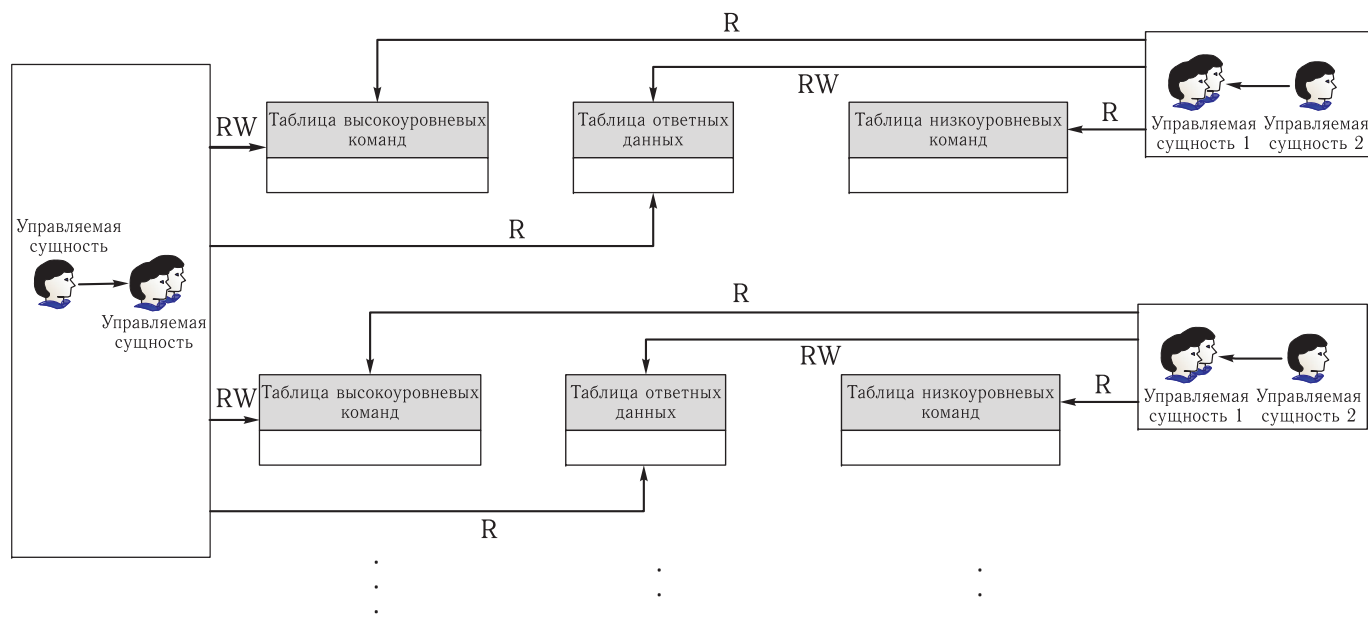 R
RW
RW
R
Таблица высокоуровневых
команд
Таблица ответных
данных
Таблица низкоуровневых
команд
Управляемая
сущность 1
Управляемая
сущность 2
Управляемая
сущность
R
Управляемая
сущность
R
RW
RW
R
Таблица высокоуровневых
команд
Таблица ответных
данных
Таблица низкоуровневых
команд
Управляемая
сущность 1
Управляемая
сущность 2
R